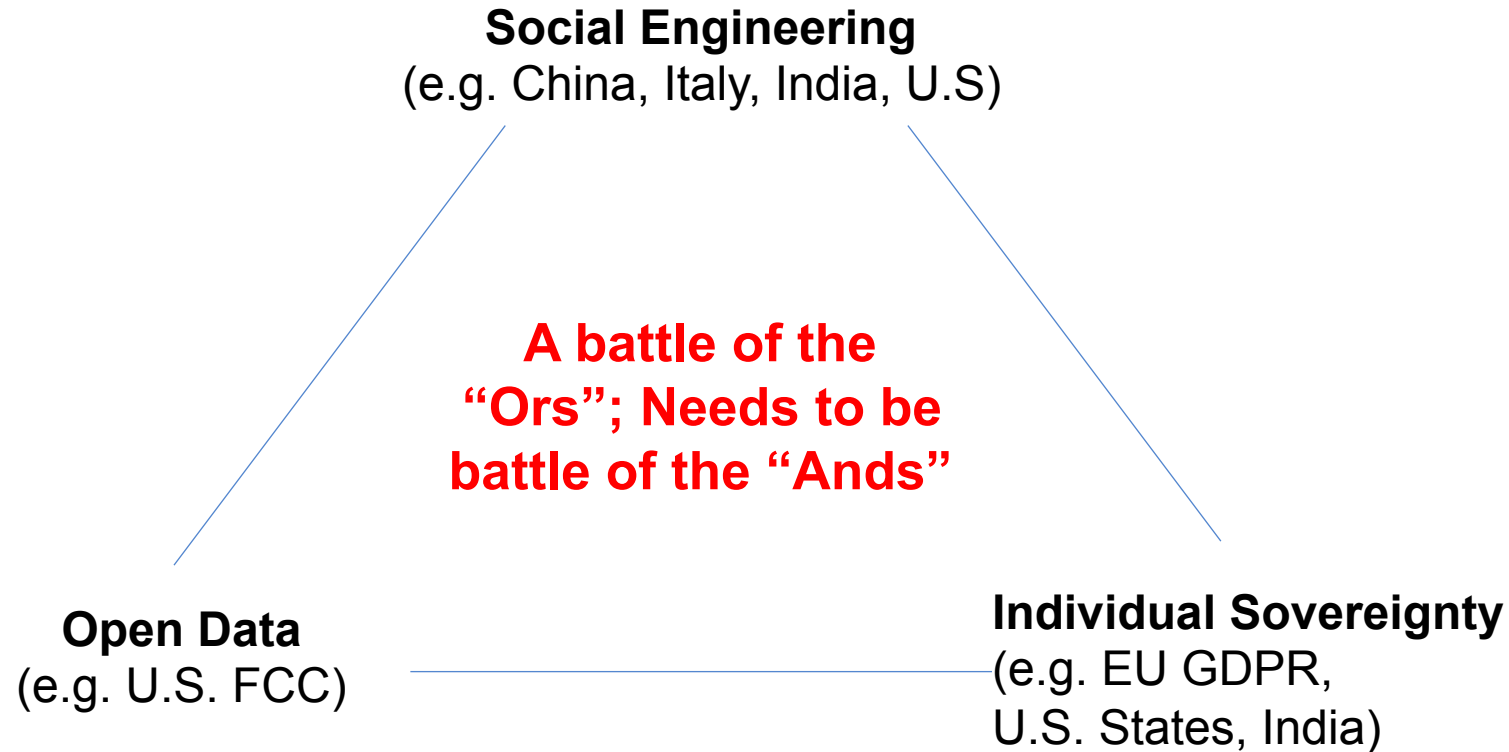 Social Engineering
(e.g. China, Italy, India, U.S)
A battle of the
“Ors”; Needs to be
battle of the “Ands”
Open Data
(e.g. U.S. FCC)
Individual Sovereignty
(e.g. EU GDPR,
U.S. States, India)